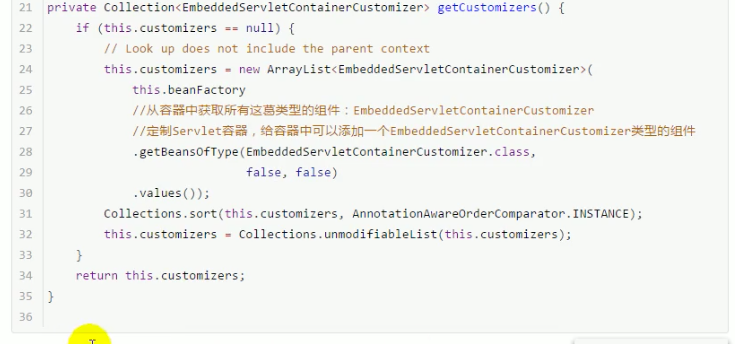 21 private Collection<EmbeddedServletContainerCustomizer> getCustomizers() {
22     if (this.customizers == null) {
23         // Look up does not include the parent context
24         this.customizers = new ArrayList<EmbeddedServletContainerCustomizer>(
25             this.beanFactory
26             //从容器中获取所有这葛类型的组件：EmbeddedServletContainerCustomizer
27             //定制Servlet容器，给容器中可以添加一个EmbeddedServletContainerCustomizer类型的组件
28             .getBeansOfType(EmbeddedServletContainerCustomizer.class,
29                             false, false)
30             .values());
31         Collections.sort(this.customizers, AnnotationAwareOrderComparator.INSTANCE);
32         this.customizers = Collections.unmodifiableList(this.customizers);
33     }
34     return this.customizers;
35 }
36